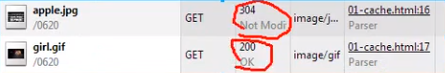 apple.jpg GET 304 image/j... 01-cache.html:16
/0620 Not Modi Parser
girl.gif GET 200 image/gif 01-cache.html:17
/0620 OK Parser